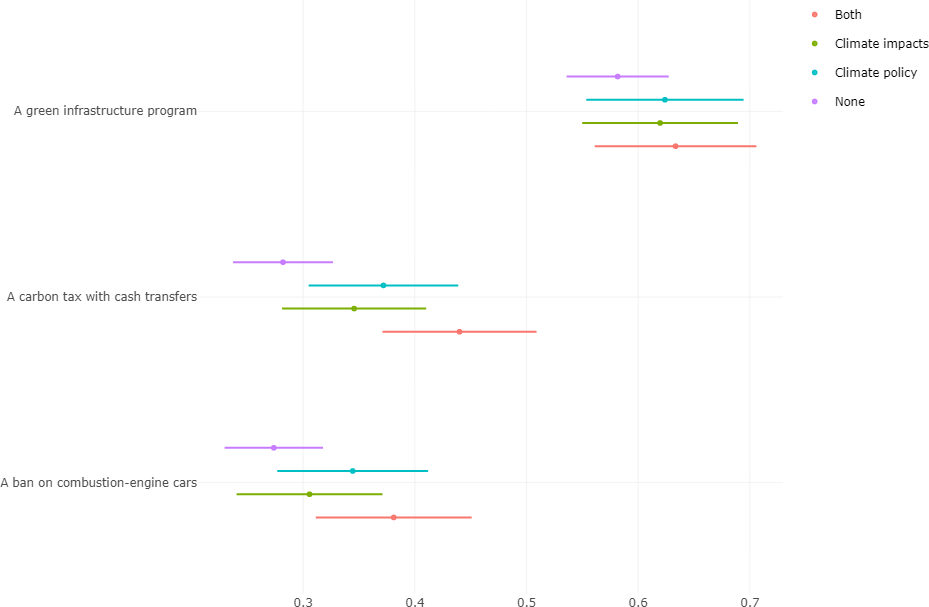 Both
Climate impacts
Climate policy
None
A green infrastructure program
A carbon tax with cash transfers
A ban on combustion-engine cars
0.3 0.4 0.5 0.6 0.7